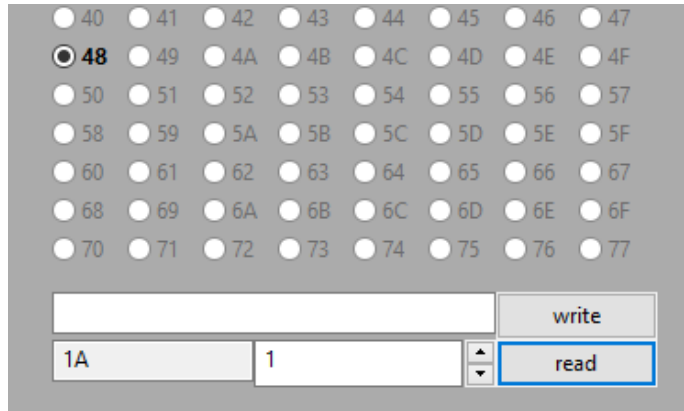 40 41 42 43 44 45 46 47
48 49 4A 4B 4C 4D 4E 4F
50 51 52 53 54 55 56 57
58 59 5A 5B 5C 5D 5E 5F
60 61 62 63 64 65 66 67
68 69 6A 6B 6C 6D 6E 6F
70 71 72 73 74 75 76 77
write
1A 1 read